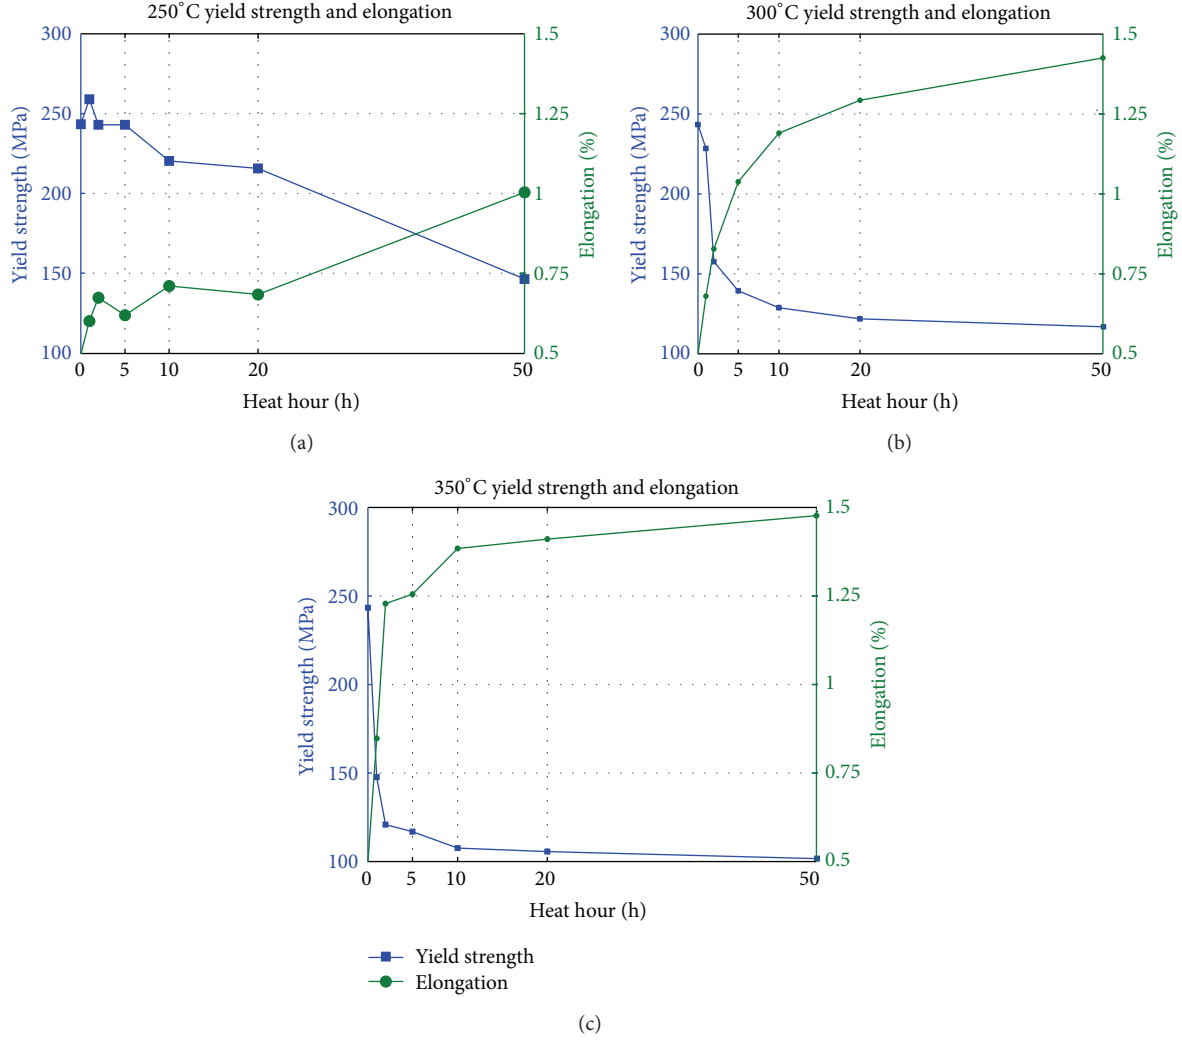 250°C yield strength and elongation
300
250
200
150
100
Yield strength (MPa)
1.5
1.25
1
0.75
0.5
Elongation (%)
0 5 10 20 50
Heat hour (h)
(a)
300°C yield strength and elongation
300
250
200
150
100
Yield strength (MPa)
1.5
1.25
1
0.75
0.5
Elongation (%)
0 5 10 20 50
Heat hour (h)
(b)
350°C yield strength and elongation
300
250
200
150
100
Yield strength (MPa)
1.5
1.25
1
0.75
0.5
Elongation (%)
0 5 10 20 50
Heat hour (h)
Yield strength
Elongation
(c)